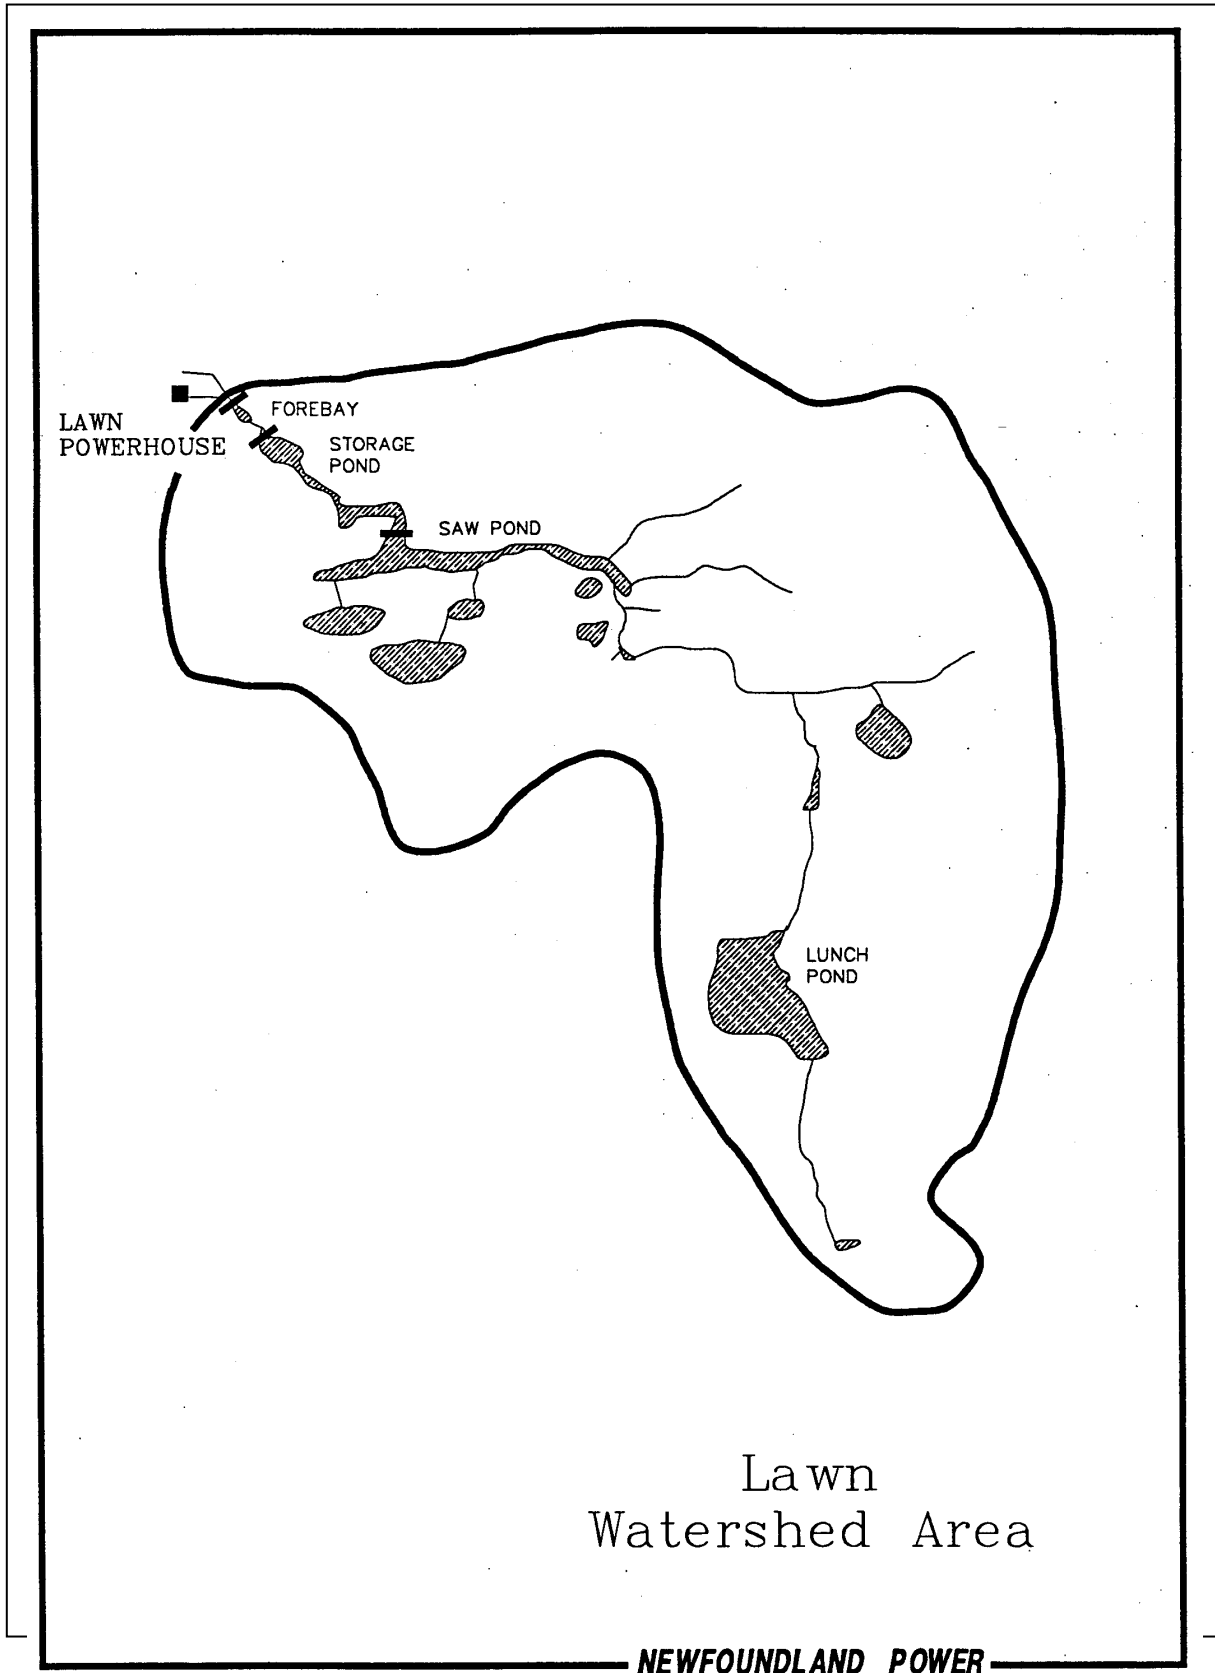 LAWN
POWERHOUSE
FOREBAY
STORAGE
POND
SAW POND
LUNCH
POND
Lawn
Watershed Area
NEWFOUNDLAND POWER